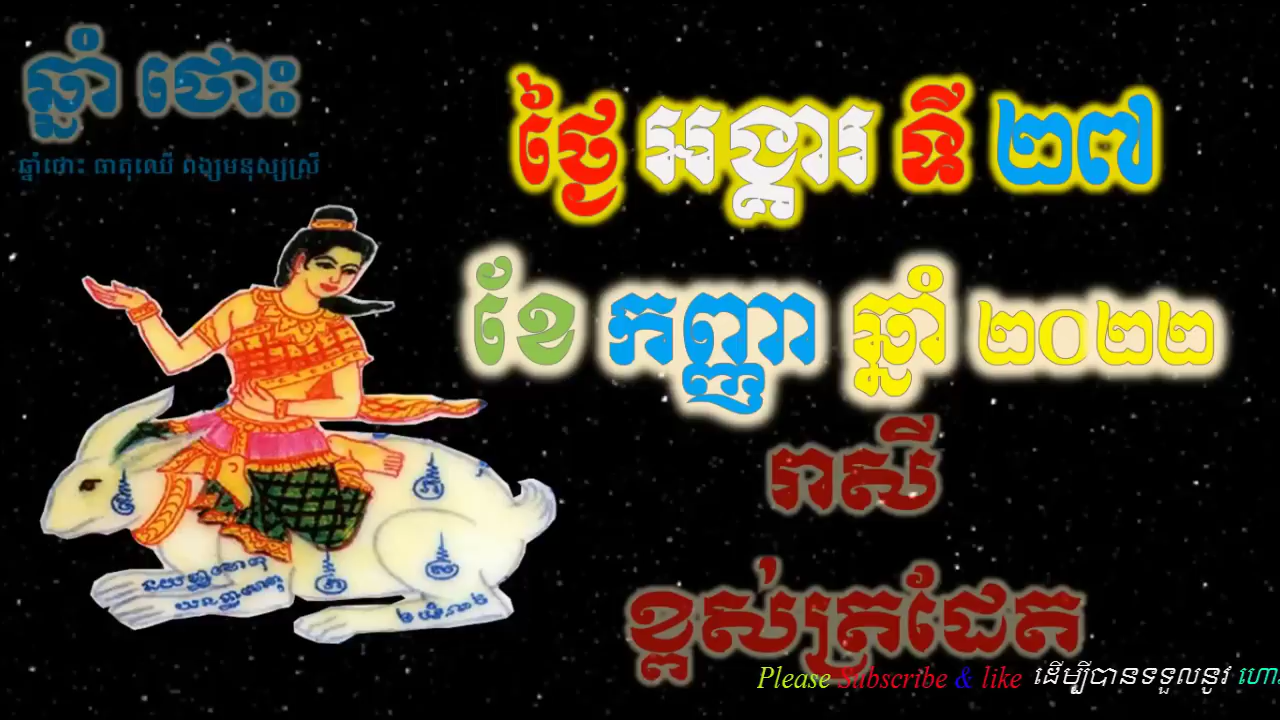 ឆ្នាំ ថោះ
ឆ្នាំថោះ ធាតុឈើ ពង្សមនុស្សស្រី
ថ្ងៃ អង្គារ ទី ២៧
ខែ កញ្ញា ឆ្នាំ ២០២២
រាសី
ខ្ពស់ត្រដែត
Please Subscribe & like ដើម្បីបានទទួលនូវ ហោ